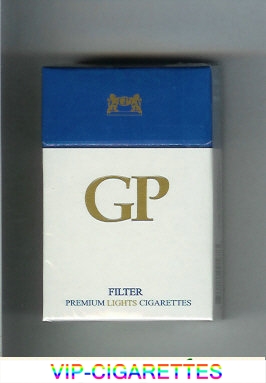 GP
FILTER
PREMIUM LIGHTS CIGARETTES
VIP-CIGARETTES